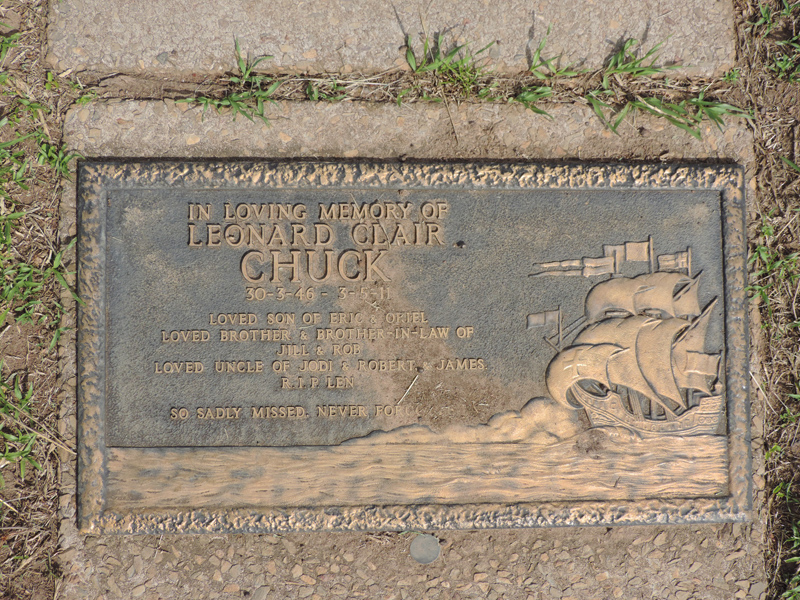 IN LOVING MEMORY OF
LEONARD CLAIR
CHUCK
30-3-46 - 3-5-11
LOVED SON OF ERIC & ORIEL
LOVED BROTHER & BROTHER-IN-LAW OF
JILL & ROB
LOVED UNCLE OF JODI & ROBERT, & JAMES.
R.I.P. LEN
SO SADLY MISSED, NEVER